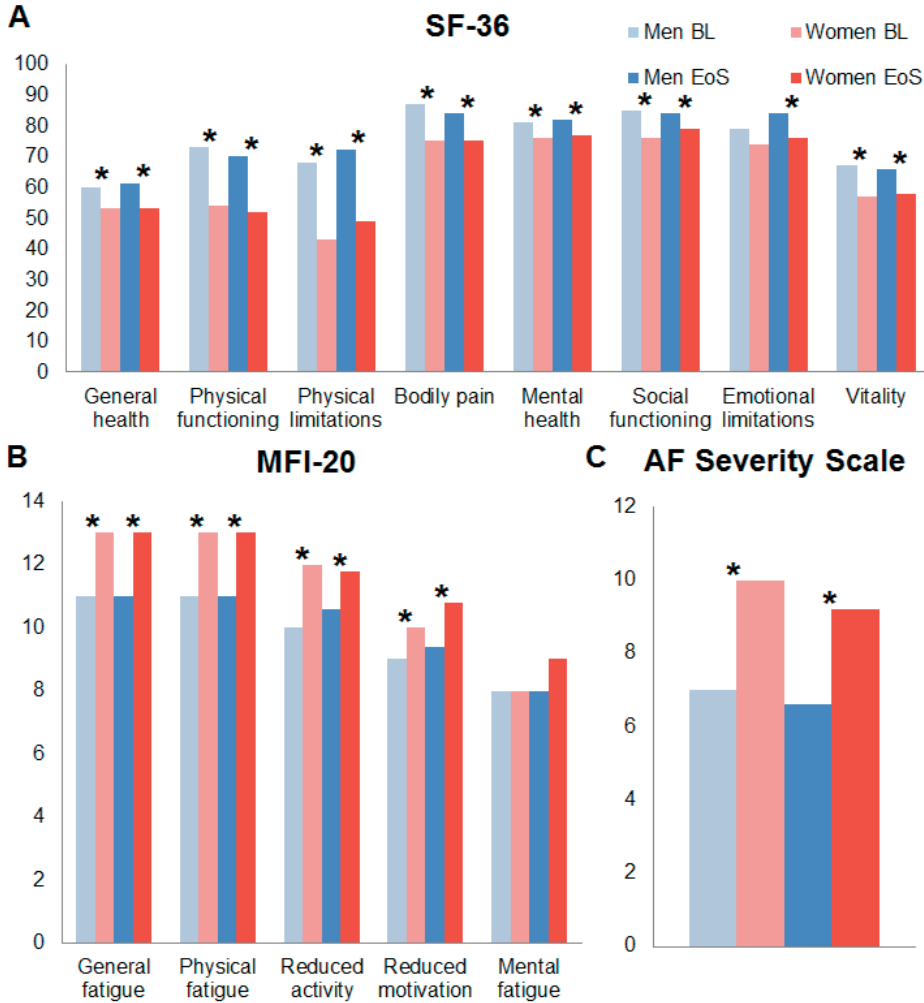 A
SF-36
Men BL
Women BL
Men EoS
Women EoS
100
90
80
70
60
50
40
30
20
10
0
* * * * * * * * * * * * * * *
General health
Physical functioning
Physical limitations
Bodily pain
Mental health
Social functioning
Emotional limitations
Vitality
B
MFI-20
14
12
10
8
6
4
2
0
* * * * * * * *
General fatigue
Physical fatigue
Reduced activity
Reduced motivation
Mental fatigue
C
AF Severity Scale
12
10
8
6
4
2
0
* *